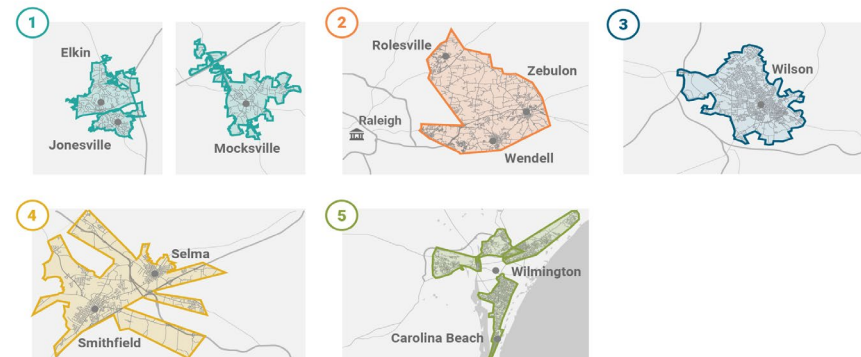 1
Elkin
Jonesville
Mocksville
2
Rolesville
Zebulon
Raleigh
Wendell
3
Wilson
4
Selma
Smithfield
5
Wilmington
Carolina Beach